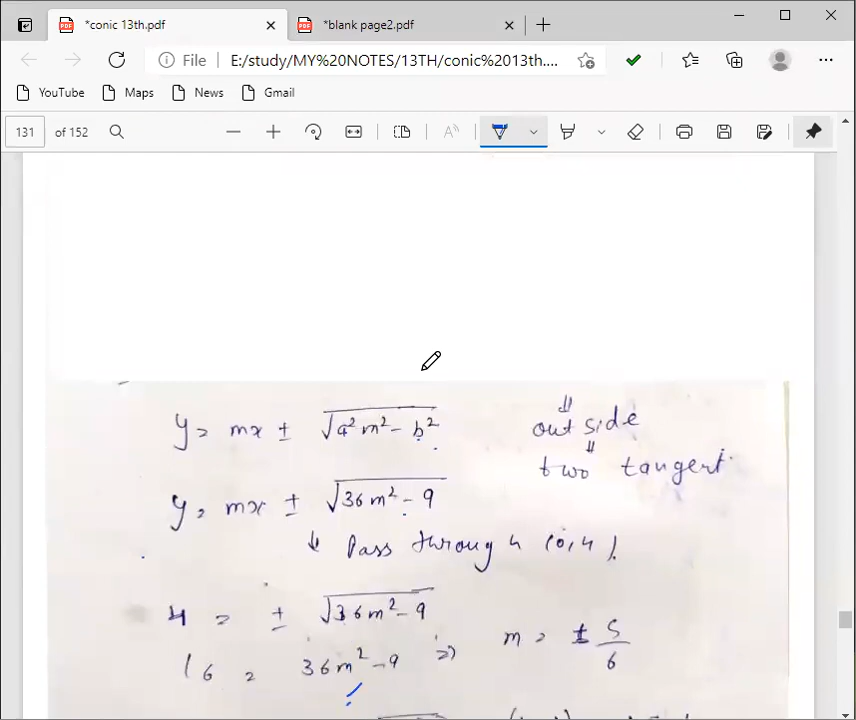 *conic 13th.pdf
*blank page2.pdf
File E:/study/MY%20NOTES/13TH/conic%2013th....
YouTube Maps News Gmail
131 of 152
y = mx ± √a²m² - b²
⇓
out side
⇓
two tangent
y = mx ± √36m² - 9
⇓ Pass through (0,4).
4 = ± √36m² - 9
16 = 36m² - 9 ⇒ m = ± 5/6